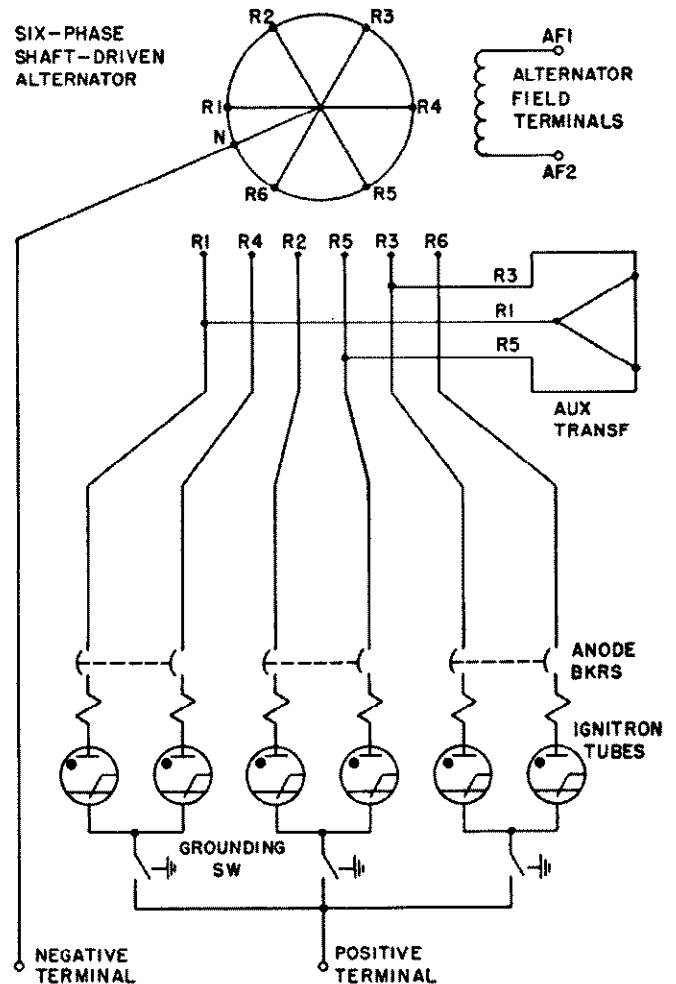 SIX-PHASE
SHAFT-DRIVEN
ALTERNATOR
R2
R3
R1
R4
N
R6
R5
AF1
ALTERNATOR
FIELD
TERMINALS
AF2
R1 R4 R2 R5 R3 R6
R3
R1
R5
AUX
TRANSF
ANODE
BKRS
IGNITRON
TUBES
GROUNDING
SW
NEGATIVE
TERMINAL
POSITIVE
TERMINAL